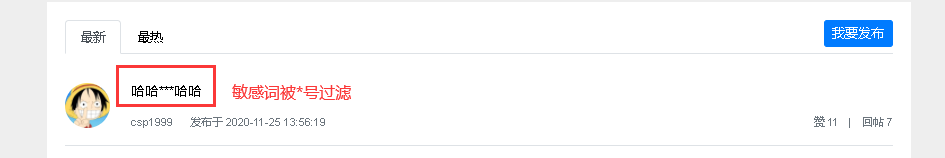 最新 最热 我要发布
哈哈***哈哈 敏感词被*号过滤
csp1999 发布于 2020-11-25 13:56:19 赞 11 | 回帖 7